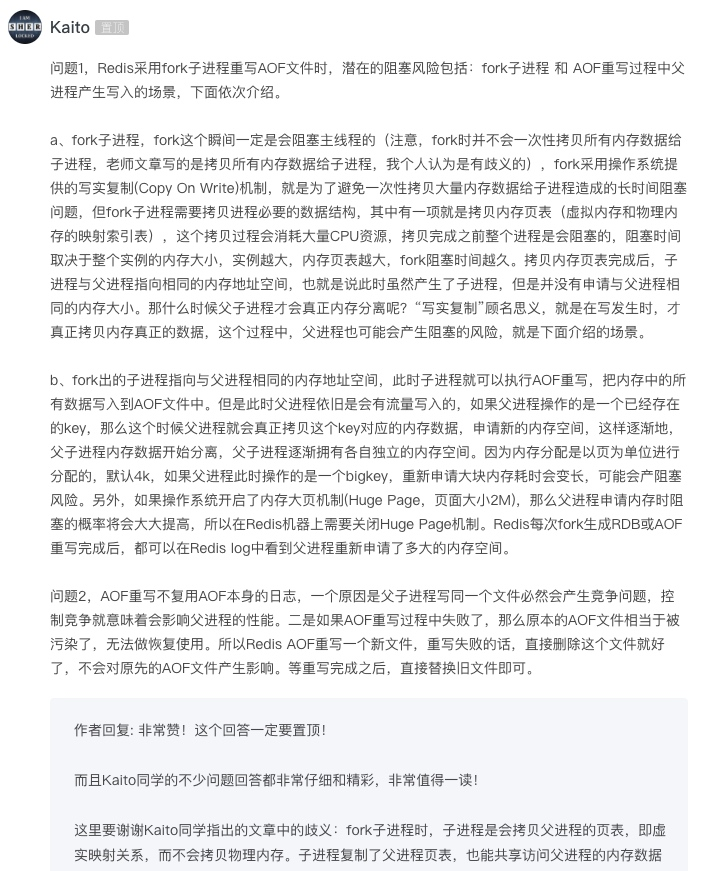 I AM
SHER
LOCKED
Kaito 置顶
问题1，Redis采用fork子进程重写AOF文件时，潜在的阻塞风险包括：fork子进程 和 AOF重写过程中父
进程产生写入的场景，下面依次介绍。
a、fork子进程，fork这个瞬间一定是会阻塞主线程的（注意，fork时并不会一次性拷贝所有内存数据给
子进程，老师文章写的是拷贝所有内存数据给子进程，我个人认为是有歧义的），fork采用操作系统提
供的写实复制(Copy On Write)机制，就是为了避免一次性拷贝大量内存数据给子进程造成的长时间阻塞
问题，但fork子进程需要拷贝进程必要的数据结构，其中有一项就是拷贝内存页表（虚拟内存和物理内
存的映射索引表），这个拷贝过程会消耗大量CPU资源，拷贝完成之前整个进程是会阻塞的，阻塞时间
取决于整个实例的内存大小，实例越大，内存页表越大，fork阻塞时间越久。拷贝内存页表完成后，子
进程与父进程指向相同的内存地址空间，也就是说此时虽然产生了子进程，但是并没有申请与父进程相
同的内存大小。那什么时候父子进程才会真正内存分离呢？“写实复制”顾名思义，就是在写发生时，才
真正拷贝内存真正的数据，这个过程中，父进程也可能会产生阻塞的风险，就是下面介绍的场景。
b、fork出的子进程指向与父进程相同的内存地址空间，此时子进程就可以执行AOF重写，把内存中的所
有数据写入到AOF文件中。但是此时父进程依旧是会有流量写入的，如果父进程操作的是一个已经存在
的key，那么这个时候父进程就会真正拷贝这个key对应的内存数据，申请新的内存空间，这样逐渐地，
父子进程内存数据开始分离，父子进程逐渐拥有各自独立的内存空间。因为内存分配是以页为单位进行
分配的，默认4k，如果父进程此时操作的是一个bigkey，重新申请大块内存耗时会变长，可能会产阻塞
风险。另外，如果操作系统开启了内存大页机制(Huge Page，页面大小2M)，那么父进程申请内存时阻
塞的概率将会大大提高，所以在Redis机器上需要关闭Huge Page机制。Redis每次fork生成RDB或AOF
重写完成后，都可以在Redis log中看到父进程重新申请了多大的内存空间。
问题2，AOF重写不复用AOF本身的日志，一个原因是父子进程写同一个文件必然会产生竞争问题，控
制竞争就意味着会影响父进程的性能。二是如果AOF重写过程中失败了，那么原本的AOF文件相当于被
污染了，无法做恢复使用。所以Redis AOF重写一个新文件，重写失败的话，直接删除这个文件就好
了，不会对原先的AOF文件产生影响。等重写完成之后，直接替换旧文件即可。
作者回复: 非常赞！这个回答一定要置顶！
而且Kaito同学的不少问题回答都非常仔细和精彩，非常值得一读！
这里要谢谢Kaito同学指出的文章中的歧义：fork子进程时，子进程是会拷贝父进程的页表，即虚
实映射关系，而不会拷贝物理内存。子进程复制了父进程页表，也能共享访问父进程的内存数据